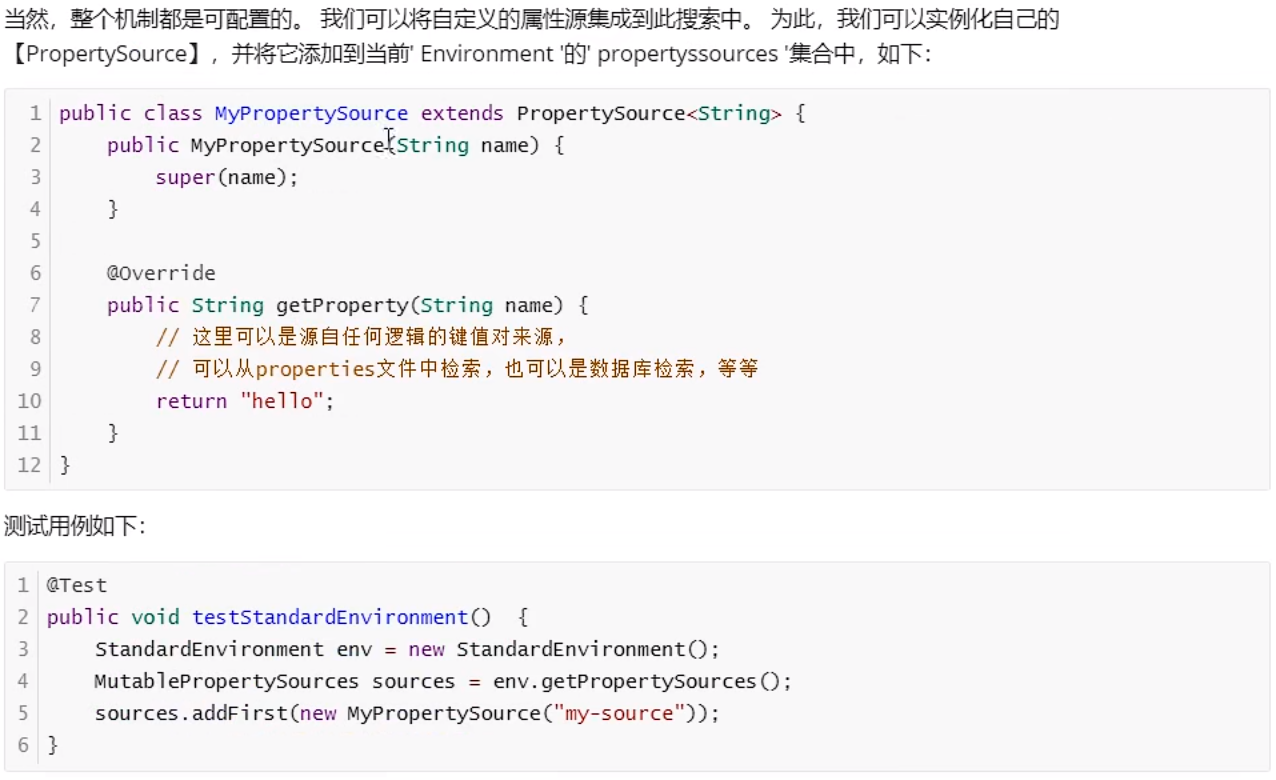 当然，整个机制都是可配置的。 我们可以将自定义的属性源集成到此搜索中。 为此，我们可以实例化自己的
【PropertySource】，并将它添加到当前' Environment '的' propertyssources '集合中，如下：
1 public class MyPropertySource extends PropertySource<String> {
2     public MyPropertySource(String name) {
3         super(name);
4     }
5
6     @Override
7     public String getProperty(String name) {
8         // 这里可以是源自任何逻辑的键值对来源，
9         // 可以从properties文件中检索，也可以是数据库检索，等等
10         return "hello";
11     }
12 }
测试用例如下：
1 @Test
2 public void testStandardEnvironment()  {
3     StandardEnvironment env = new StandardEnvironment();
4     MutablePropertySources sources = env.getPropertySources();
5     sources.addFirst(new MyPropertySource("my-source"));
6 }